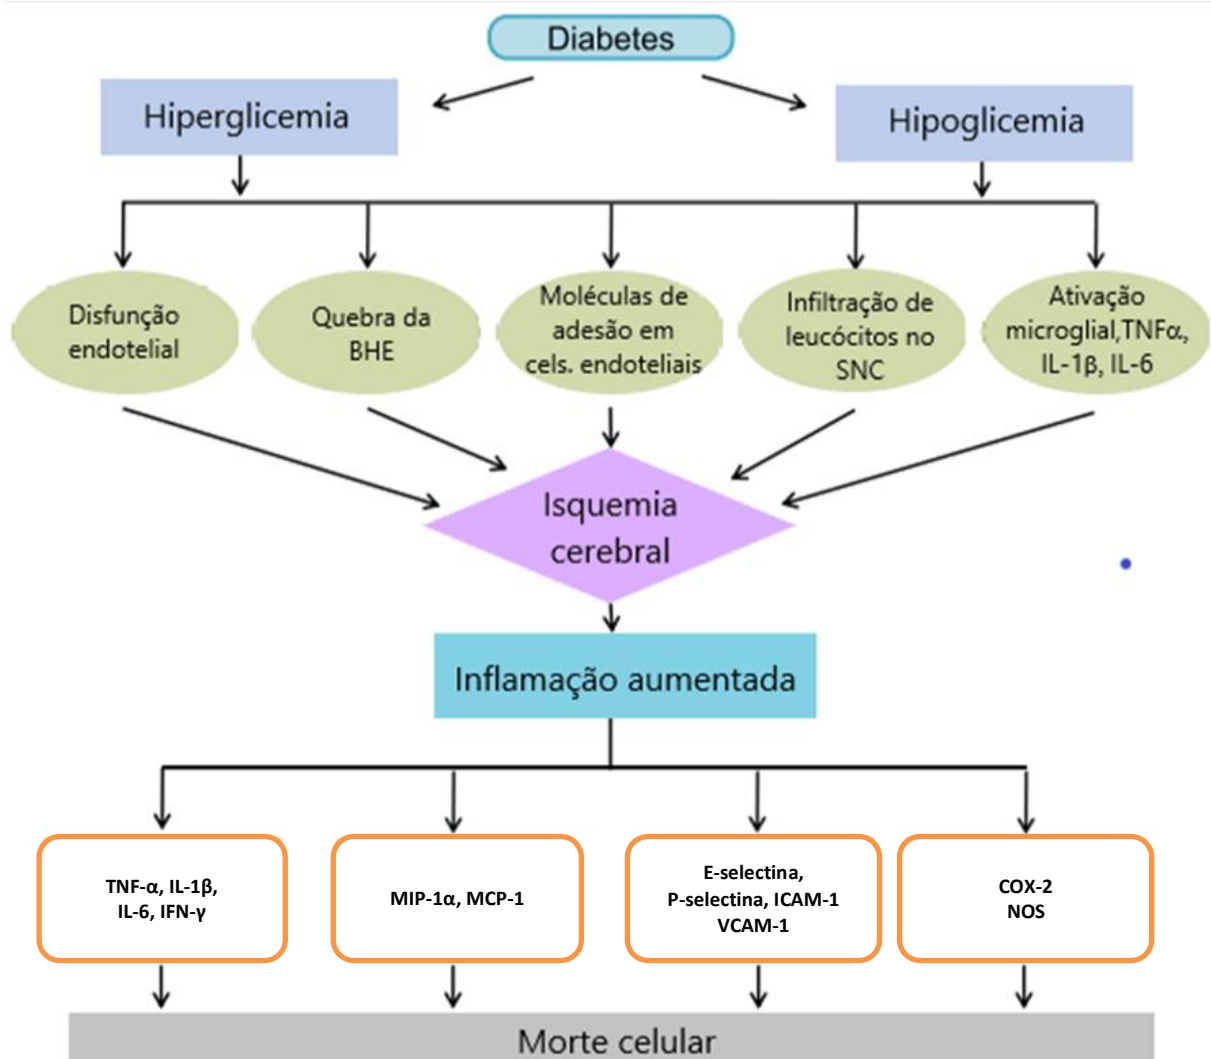 Diabetes
Hiperglicemia
Hipoglicemia
Disfunção
endotelial
Quebra da
BHE
Moléculas de
adesão em
cels. endoteliais
Infiltração de
leucócitos no
SNC
Ativação
microglial,TNFα,
IL-1β, IL-6
Isquemia
cerebral
Inflamação aumentada
TNF-α, IL-1β,
IL-6, IFN-γ
MIP-1α, MCP-1
E-selectina,
P-selectina, ICAM-1
VCAM-1
COX-2
NOS
Morte celular